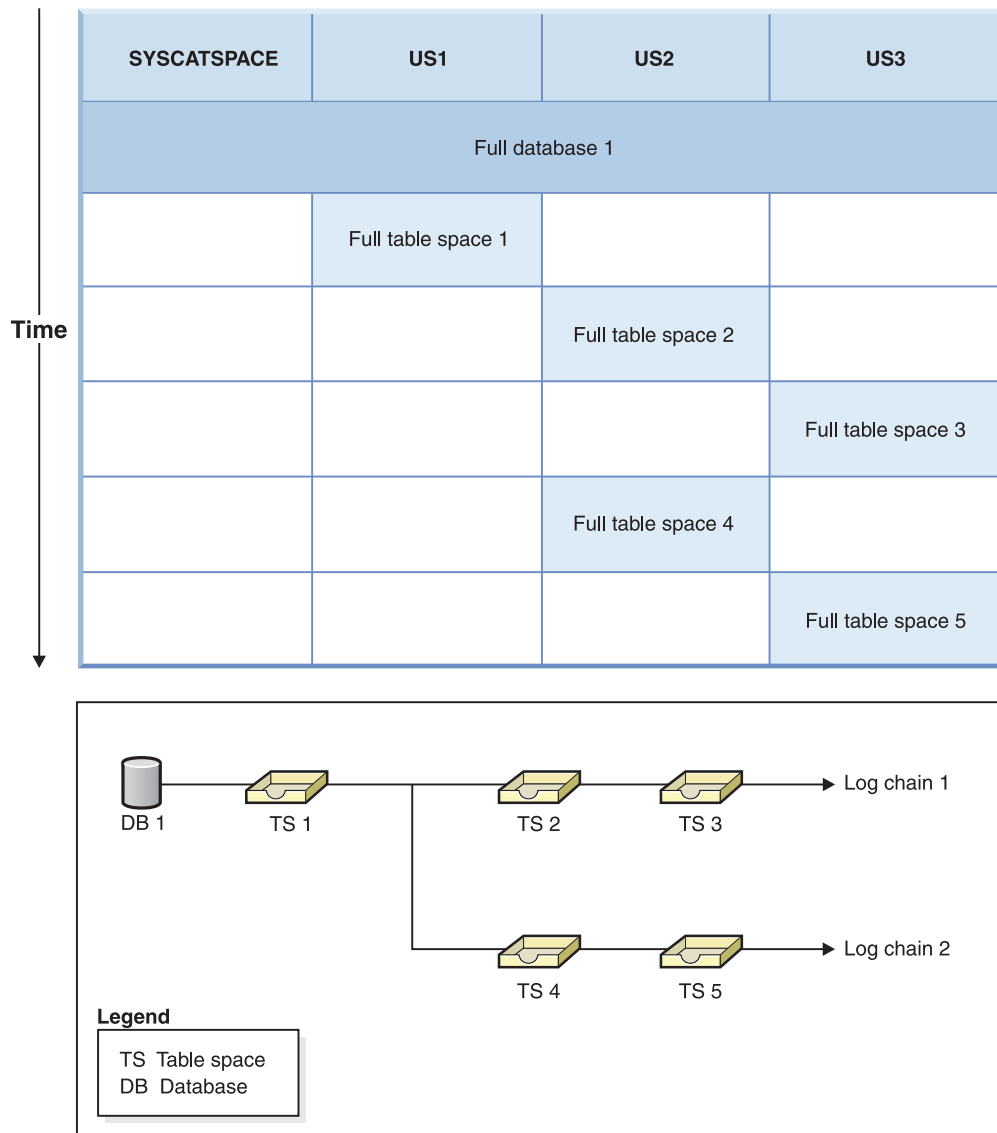 SYSCATSPACE US1 US2 US3
Full database 1
Full table space 1
Time
Full table space 2
Full table space 3
Full table space 4
Full table space 5
DB 1 TS 1 TS 2 TS 3 Log chain 1
TS 4 TS 5 Log chain 2
Legend
TS Table space
DB Database